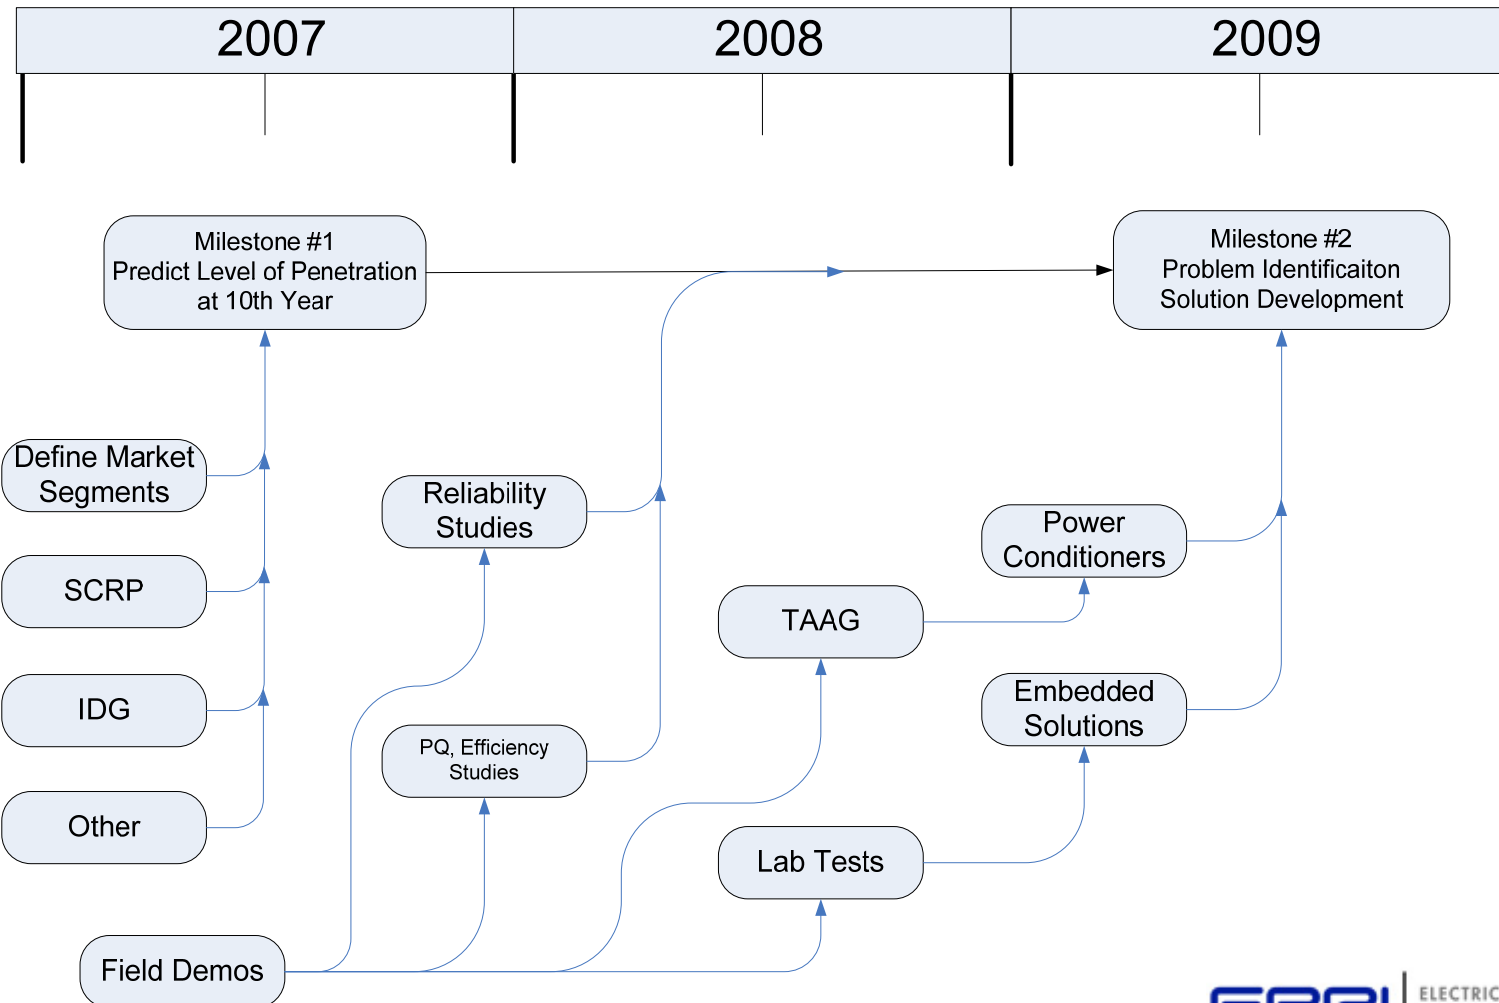 2007
2008
2009
Milestone #1
Predict Level of Penetration
at 10th Year
Milestone #2
Problem Identificaiton
Solution Development
Define Market
Segments
Reliability
Studies
Power
Conditioners
SCRP
TAAG
IDG
Embedded
Solutions
PQ, Efficiency
Studies
Other
Lab Tests
Field Demos
EPRI
ELECTRIC